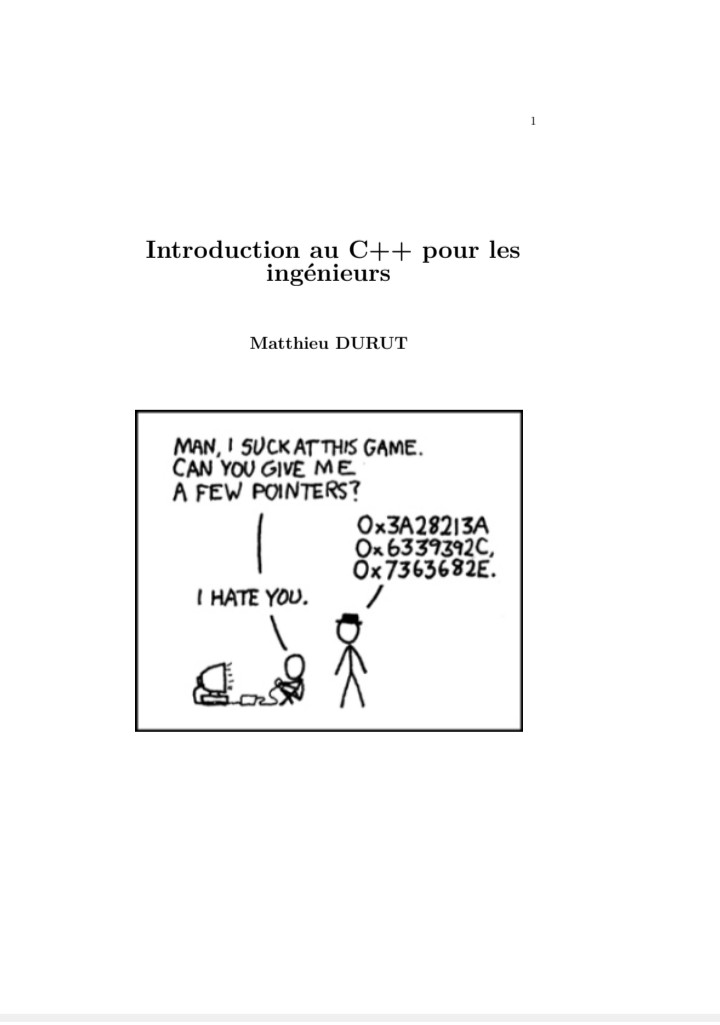 1
Introduction au C++ pour les
ingénieurs
Matthieu DURUT
MAN, I SUCK AT THIS GAME.
CAN YOU GIVE ME
A FEW POINTERS?
0x3A28213A
0x6339392C,
0x7363682E.
I HATE YOU.